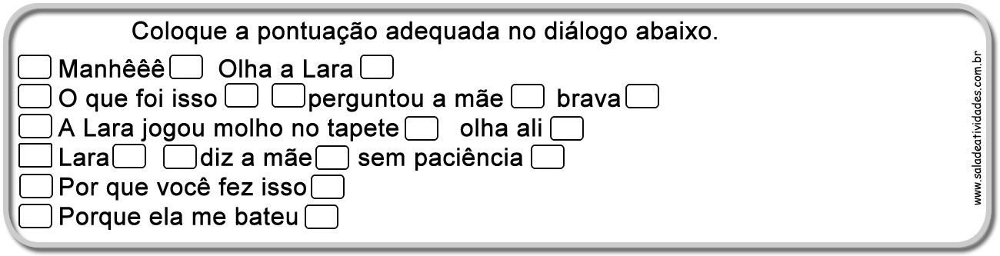 Coloque a pontuação adequada no diálogo abaixo.
Manhêêê Olha a Lara
O que foi isso perguntou a mãe brava
A Lara jogou molho no tapete olha ali
Lara diz a mãe sem paciência
Por que você fez isso
Porque ela me bateu
www.saladeatividades.com.br